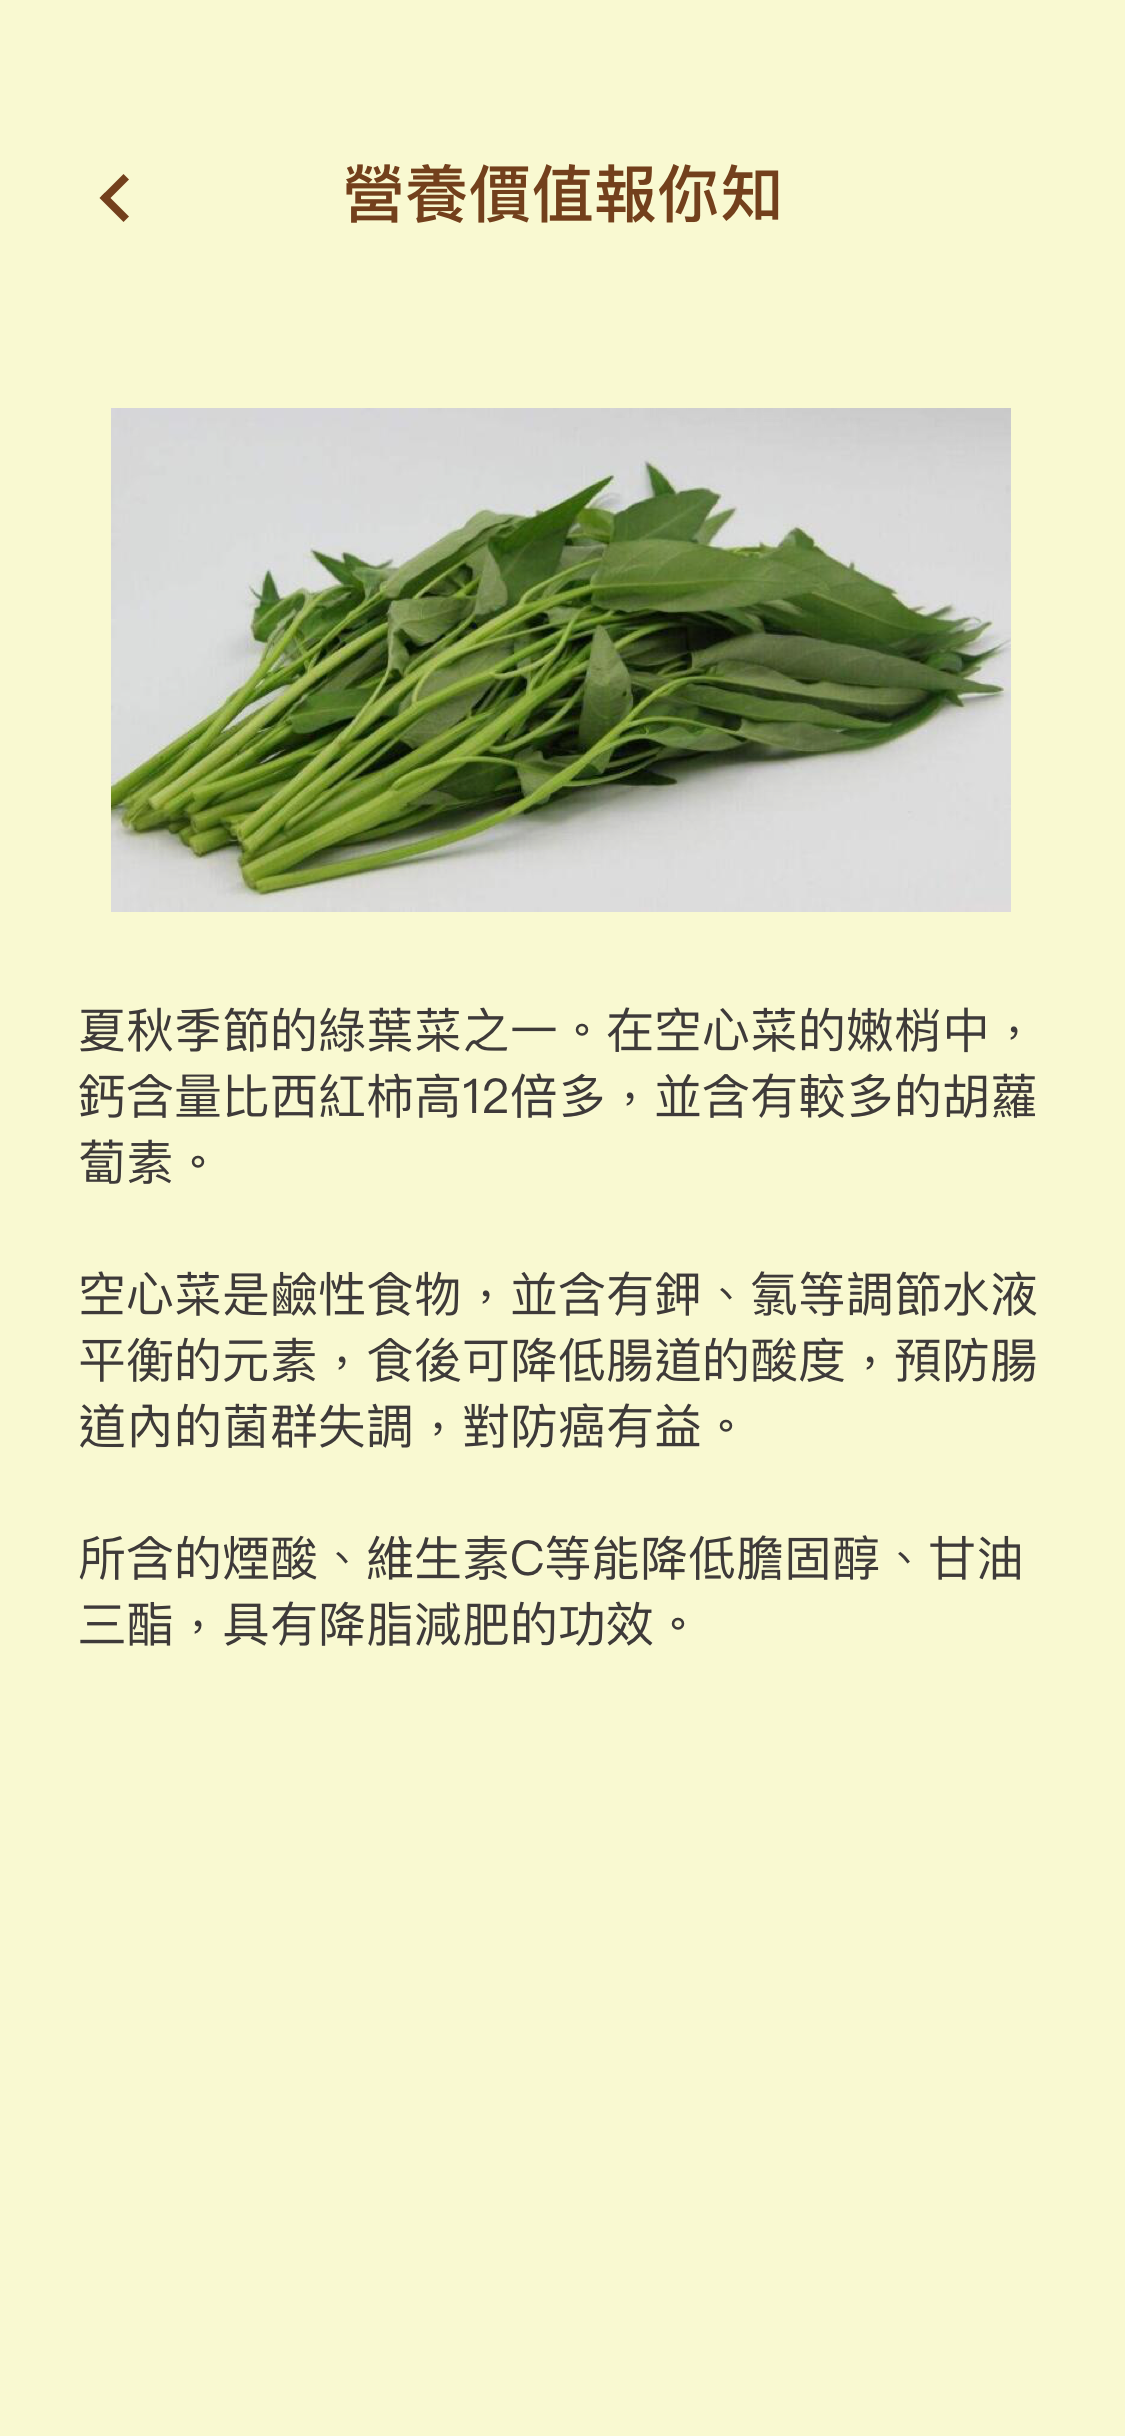 營養價值報你知
夏秋季節的綠葉菜之一。在空心菜的嫩梢中，
鈣含量比西紅柿高12倍多，並含有較多的胡蘿
蔔素。
空心菜是鹼性食物，並含有鉀、氯等調節水液
平衡的元素，食後可降低腸道的酸度，預防腸
道內的菌群失調，對防癌有益。
所含的煙酸、維生素C等能降低膽固醇、甘油
三酯，具有降脂減肥的功效。